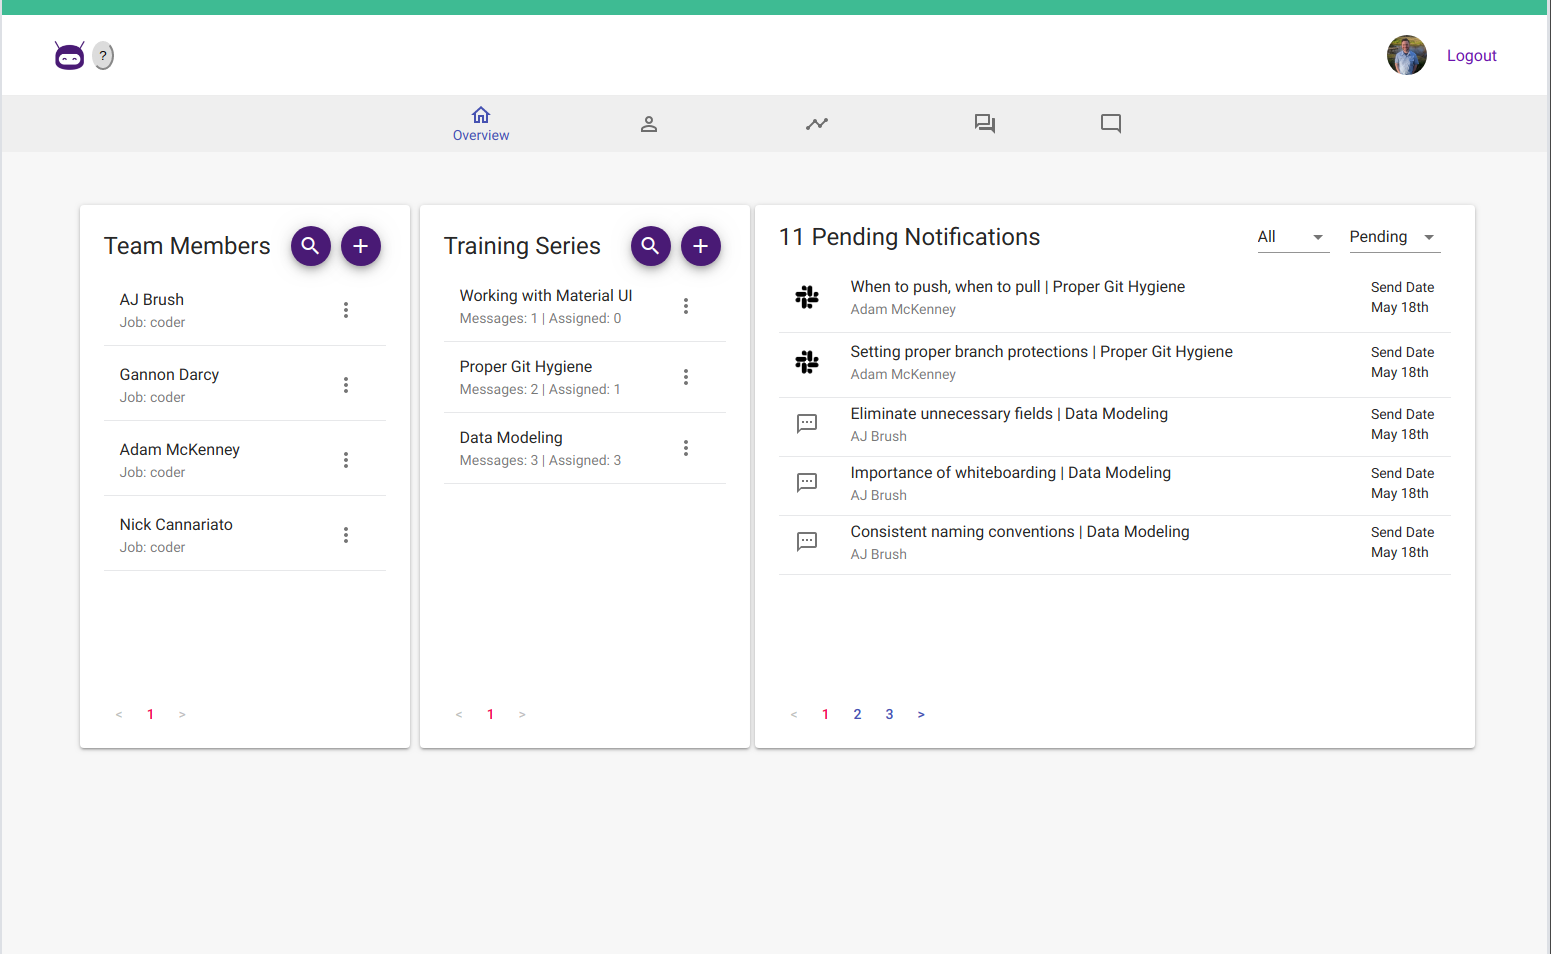 ?
Logout
Overview
Team Members
AJ Brush
Job: coder
Gannon Darcy
Job: coder
Adam McKenney
Job: coder
Nick Cannariato
Job: coder
< 1 >
Training Series
Working with Material UI
Messages: 1 | Assigned: 0
Proper Git Hygiene
Messages: 2 | Assigned: 1
Data Modeling
Messages: 3 | Assigned: 3
< 1 >
11 Pending Notifications
All
Pending
When to push, when to pull | Proper Git Hygiene
Adam McKenney
Send Date
May 18th
Setting proper branch protections | Proper Git Hygiene
Adam McKenney
Send Date
May 18th
Eliminate unnecessary fields | Data Modeling
AJ Brush
Send Date
May 18th
Importance of whiteboarding | Data Modeling
AJ Brush
Send Date
May 18th
Consistent naming conventions | Data Modeling
AJ Brush
Send Date
May 18th
< 1 2 3 >